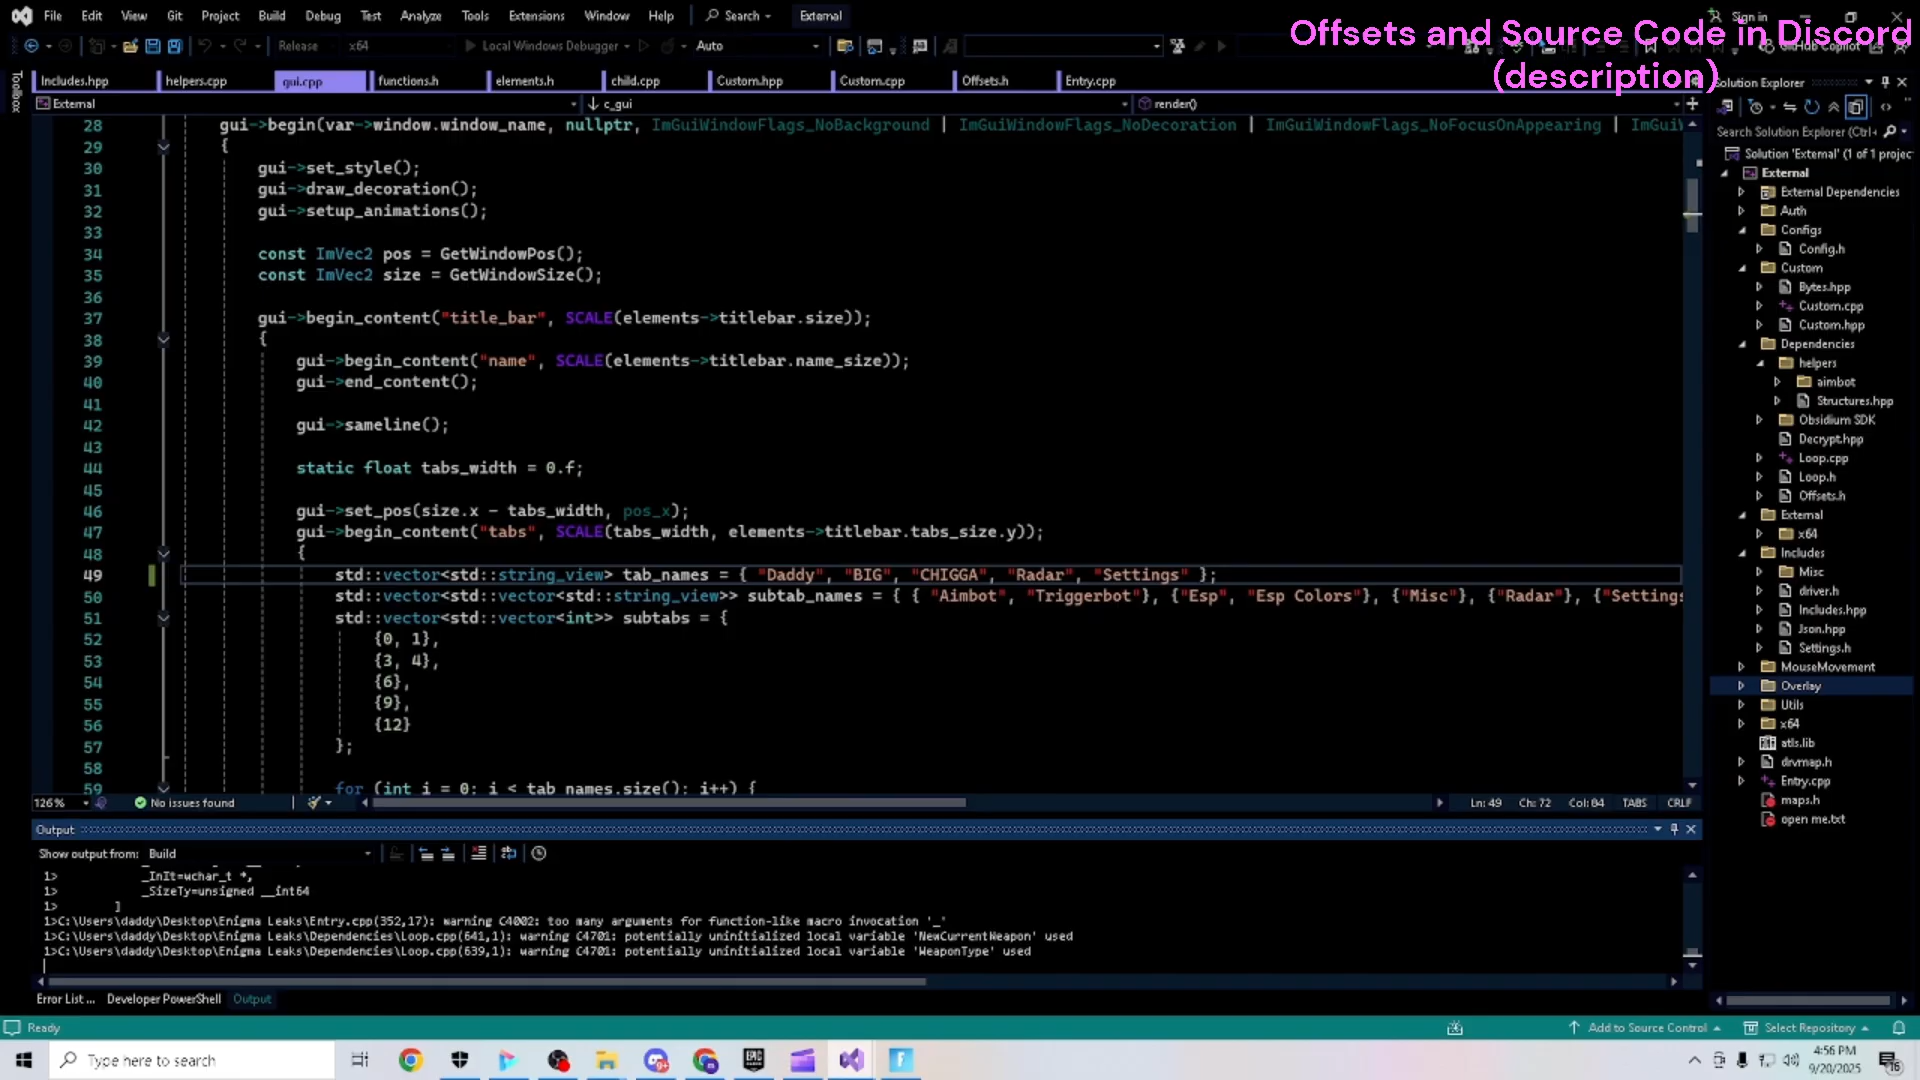 File Edit View Git Project Build Debug Test Analyze Tools Extensions Window Help Search External Sign in
Offsets and Source Code in Discord
(description)
Release x64 Local Windows Debugger Auto GitHub Copilot
Toolbox
Includes.hpp helpers.cpp gui.cpp functions.h elements.h child.cpp Custom.hpp Custom.cpp Offsets.h Entry.cpp
External c_gui render()
28 gui->begin(var->window.window_name, nullptr, ImGuiWindowFlags_NoBackground | ImGuiWindowFlags_NoDecoration | ImGuiWindowFlags_NoFocusOnAppearing | ImGuiW
29 {
30 gui->set_style();
31 gui->draw_decoration();
32 gui->setup_animations();
33
34 const ImVec2 pos = GetWindowPos();
35 const ImVec2 size = GetWindowSize();
36
37 gui->begin_content("title_bar", SCALE(elements->titlebar.size));
38 {
39 gui->begin_content("name", SCALE(elements->titlebar.name_size));
40 gui->end_content();
41
42 gui->sameline();
43
44 static float tabs_width = 0.f;
45
46 gui->set_pos(size.x - tabs_width, pos_x);
47 gui->begin_content("tabs", SCALE(tabs_width, elements->titlebar.tabs_size.y));
48 {
49 std::vector<std::string_view> tab_names = { "Daddy", "BIG", "CHIGGA", "Radar", "Settings" };
50 std::vector<std::vector<std::string_view>> subtab_names = { { "Aimbot", "Triggerbot"}, {"Esp", "Esp Colors"}, {"Misc"}, {"Radar"}, {"Settings
51 std::vector<std::vector<int>> subtabs = {
52 {0, 1},
53 {3, 4},
54 {6},
55 {9},
56 {12}
57 };
58
59 for (int i = 0; i < tab_names.size(); i++) {
126% No issues found Ln: 49 Ch: 72 Col: 84 TABS CRLF
Output
Show output from: Build
1> _InIt=wchar_t *,
1> _SizeTy=unsigned __int64
1> ]
1>C:\Users\daddy\Desktop\Enigma Leaks\Entry.cpp(352,17): warning C4002: too many arguments for function-like macro invocation '_'
1>C:\Users\daddy\Desktop\Enigma Leaks\Dependencies\Loop.cpp(641,1): warning C4701: potentially uninitialized local variable 'NewCurrentWeapon' used
1>C:\Users\daddy\Desktop\Enigma Leaks\Dependencies\Loop.cpp(639,1): warning C4701: potentially uninitialized local variable 'WeaponType' used
Error List ... Developer PowerShell Output
Solution Explorer
Search Solution Explorer (Ctrl+
Solution 'External' (1 of 1 projec
External
External Dependencies
Auth
Configs
Config.h
Custom
Bytes.hpp
Custom.cpp
Custom.hpp
Dependencies
helpers
aimbot
Structures.hpp
Obsidium SDK
Decrypt.hpp
Loop.cpp
Loop.h
Offsets.h
External
x64
Includes
Misc
driver.h
Includes.hpp
Json.hpp
Settings.h
MouseMovement
Overlay
Utils
x64
atls.lib
drvmap.h
Entry.cpp
maps.h
open me.txt
Ready Add to Source Control Select Repository
Type here to search
4:56 PM
9/20/2025
16